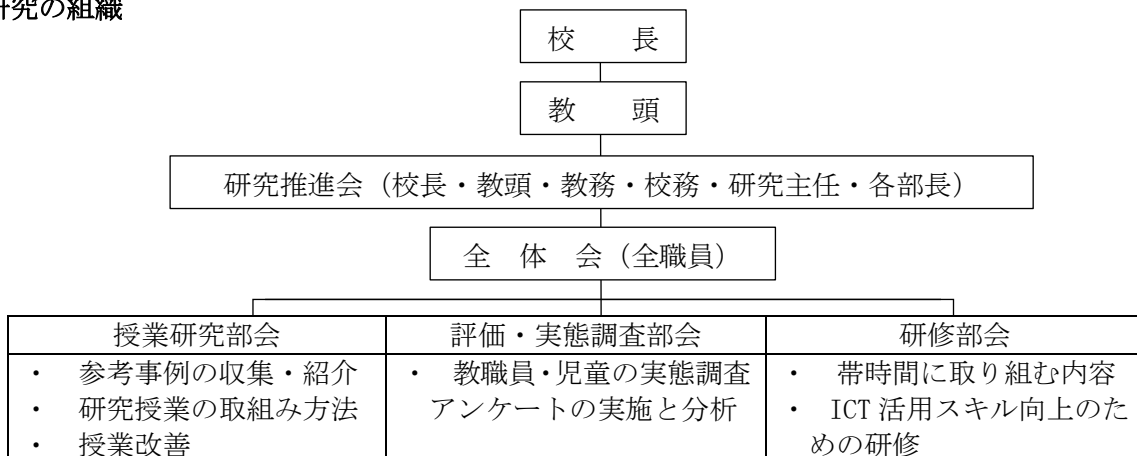 究の組織
校　　長
教　　頭
研究推進会（校長・教頭・教務・校務・研究主任・各部長）
全　体　会（全職員）
授業研究部会
・　参考事例の収集・紹介
・　研究授業の取組み方法
・　授業改善
評価・実態調査部会
・　教職員・児童の実態調査
アンケートの実施と分析
研修部会
・　帯時間に取り組む内容
・　ICT 活用スキル向上のた
めの研修